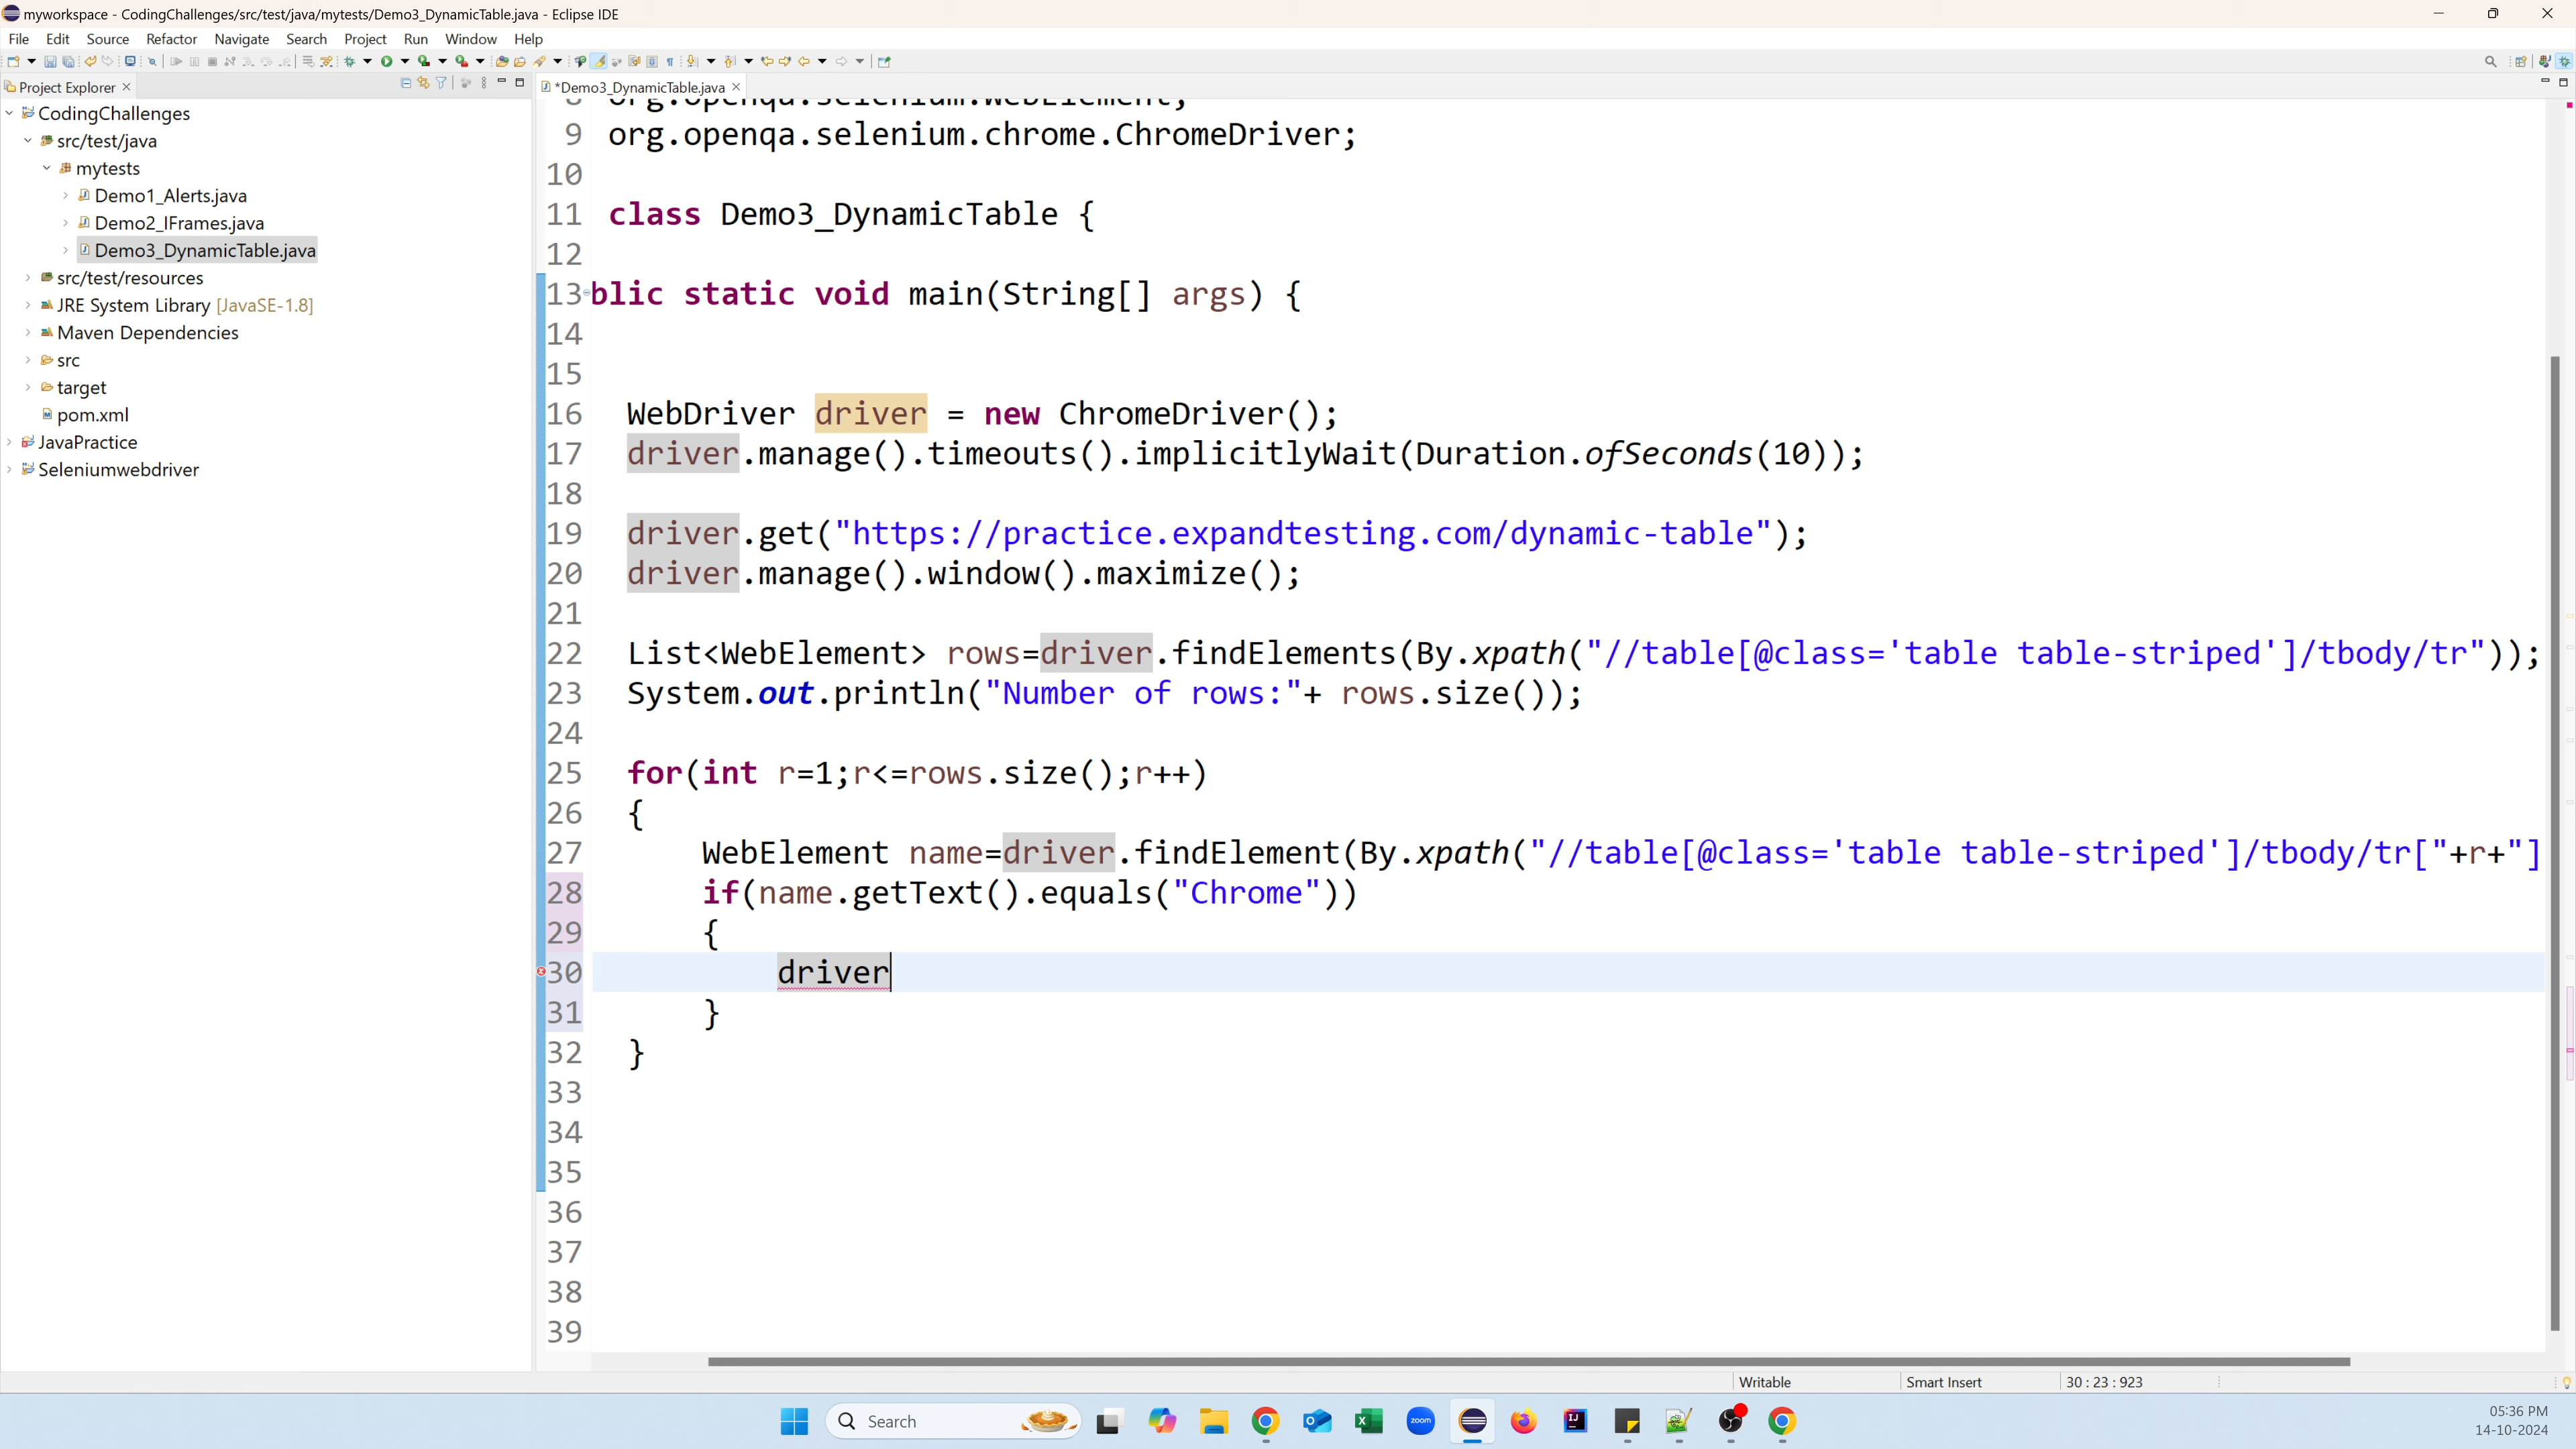 myworkspace - CodingChallenges/src/test/java/mytests/Demo3_DynamicTable.java - Eclipse IDE
File Edit Source Refactor Navigate Search Project Run Window Help
Project Explorer
*Demo3_DynamicTable.java
CodingChallenges
src/test/java
mytests
Demo1_Alerts.java
Demo2_IFrames.java
Demo3_DynamicTable.java
src/test/resources
JRE System Library [JavaSE-1.8]
Maven Dependencies
src
target
pom.xml
JavaPractice
Seleniumwebdriver
8 org.openqa.selenium.WebElement;
9 org.openqa.selenium.chrome.ChromeDriver;
10
11 class Demo3_DynamicTable {
12
13 blic static void main(String[] args) {
14
15
16 WebDriver driver = new ChromeDriver();
17 driver.manage().timeouts().implicitlyWait(Duration.ofSeconds(10));
18
19 driver.get("https://practice.expandtesting.com/dynamic-table");
20 driver.manage().window().maximize();
21
22 List<WebElement> rows=driver.findElements(By.xpath("//table[@class='table table-striped']/tbody/tr"));
23 System.out.println("Number of rows:"+ rows.size());
24
25 for(int r=1;r<=rows.size();r++)
26 {
27 WebElement name=driver.findElement(By.xpath("//table[@class='table table-striped']/tbody/tr["+r+"]
28 if(name.getText().equals("Chrome"))
29 {
30 driver
31 }
32 }
33
34
35
36
37
38
39
Writable
Smart Insert
30 : 23 : 923
Search
zoom
05:36 PM
14-10-2024